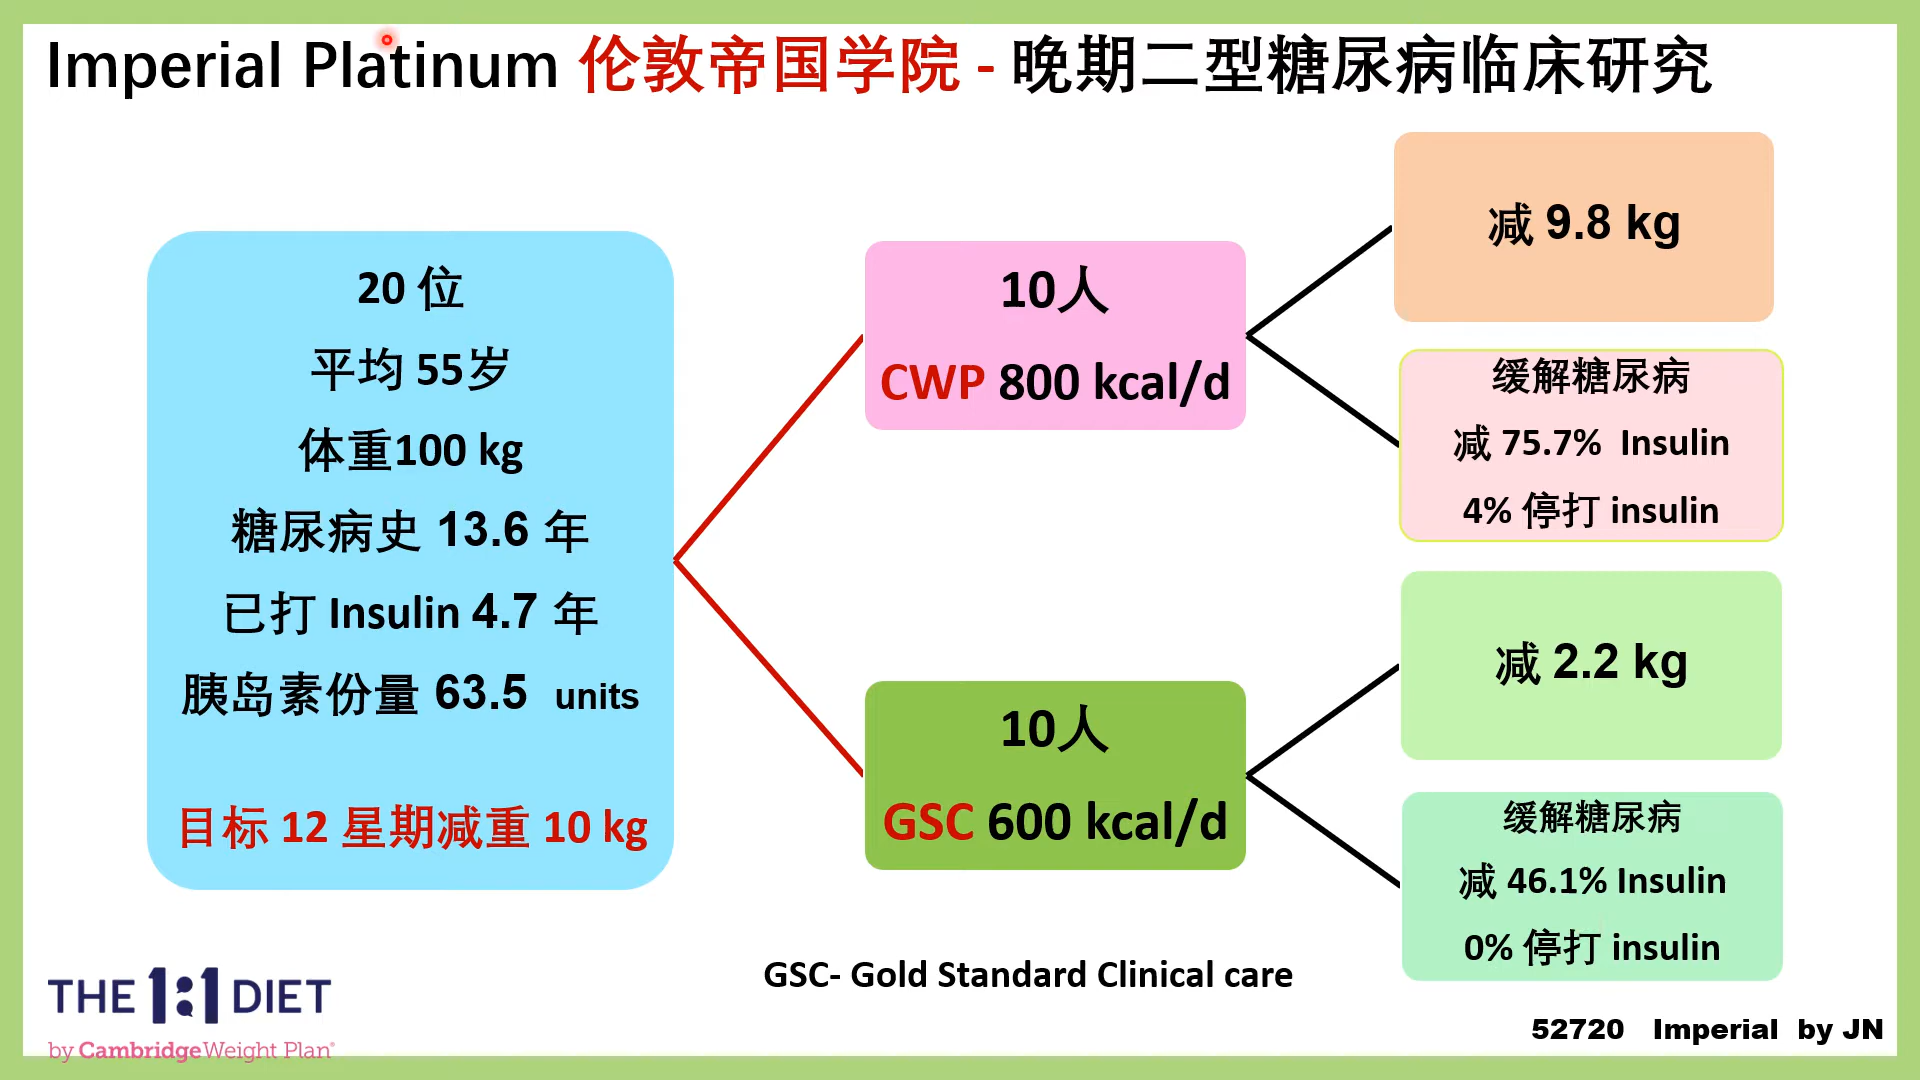 Imperial Platinum 伦敦帝国学院 - 晚期二型糖尿病临床研究
20 位
平均 55岁
体重100 kg
糖尿病史 13.6 年
已打 Insulin 4.7 年
胰岛素份量 63.5 units
目标 12 星期减重 10 kg
10人
CWP 800 kcal/d
减 9.8 kg
缓解糖尿病
减 75.7% Insulin
4% 停打 insulin
10人
GSC 600 kcal/d
减 2.2 kg
缓解糖尿病
减 46.1% Insulin
0% 停打 insulin
GSC- Gold Standard Clinical care
THE 1:1 DIET
by Cambridge Weight Plan®
52720 Imperial by JN